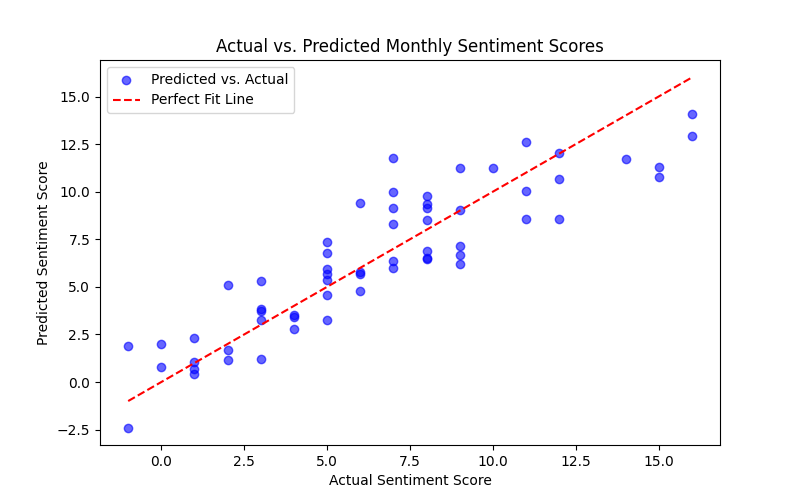 Actual vs. Predicted Monthly Sentiment Scores
Predicted vs. Actual
Perfect Fit Line
Predicted Sentiment Score
15.0
12.5
10.0
7.5
5.0
2.5
0.0
−2.5
0.0 2.5 5.0 7.5 10.0 12.5 15.0
Actual Sentiment Score